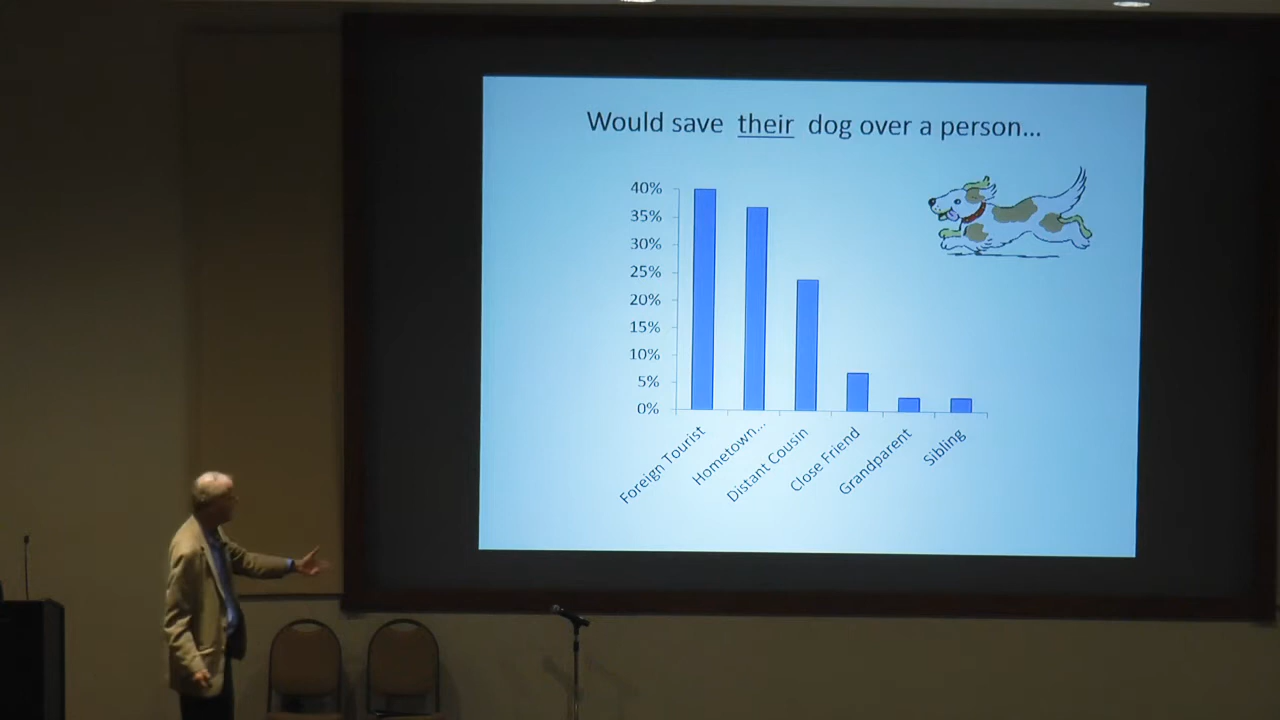 Would save their dog over a person...
40%
35%
30%
25%
20%
15%
10%
5%
0%
Foreign Tourist
Hometown...
Distant Cousin
Close Friend
Grandparent
Sibling